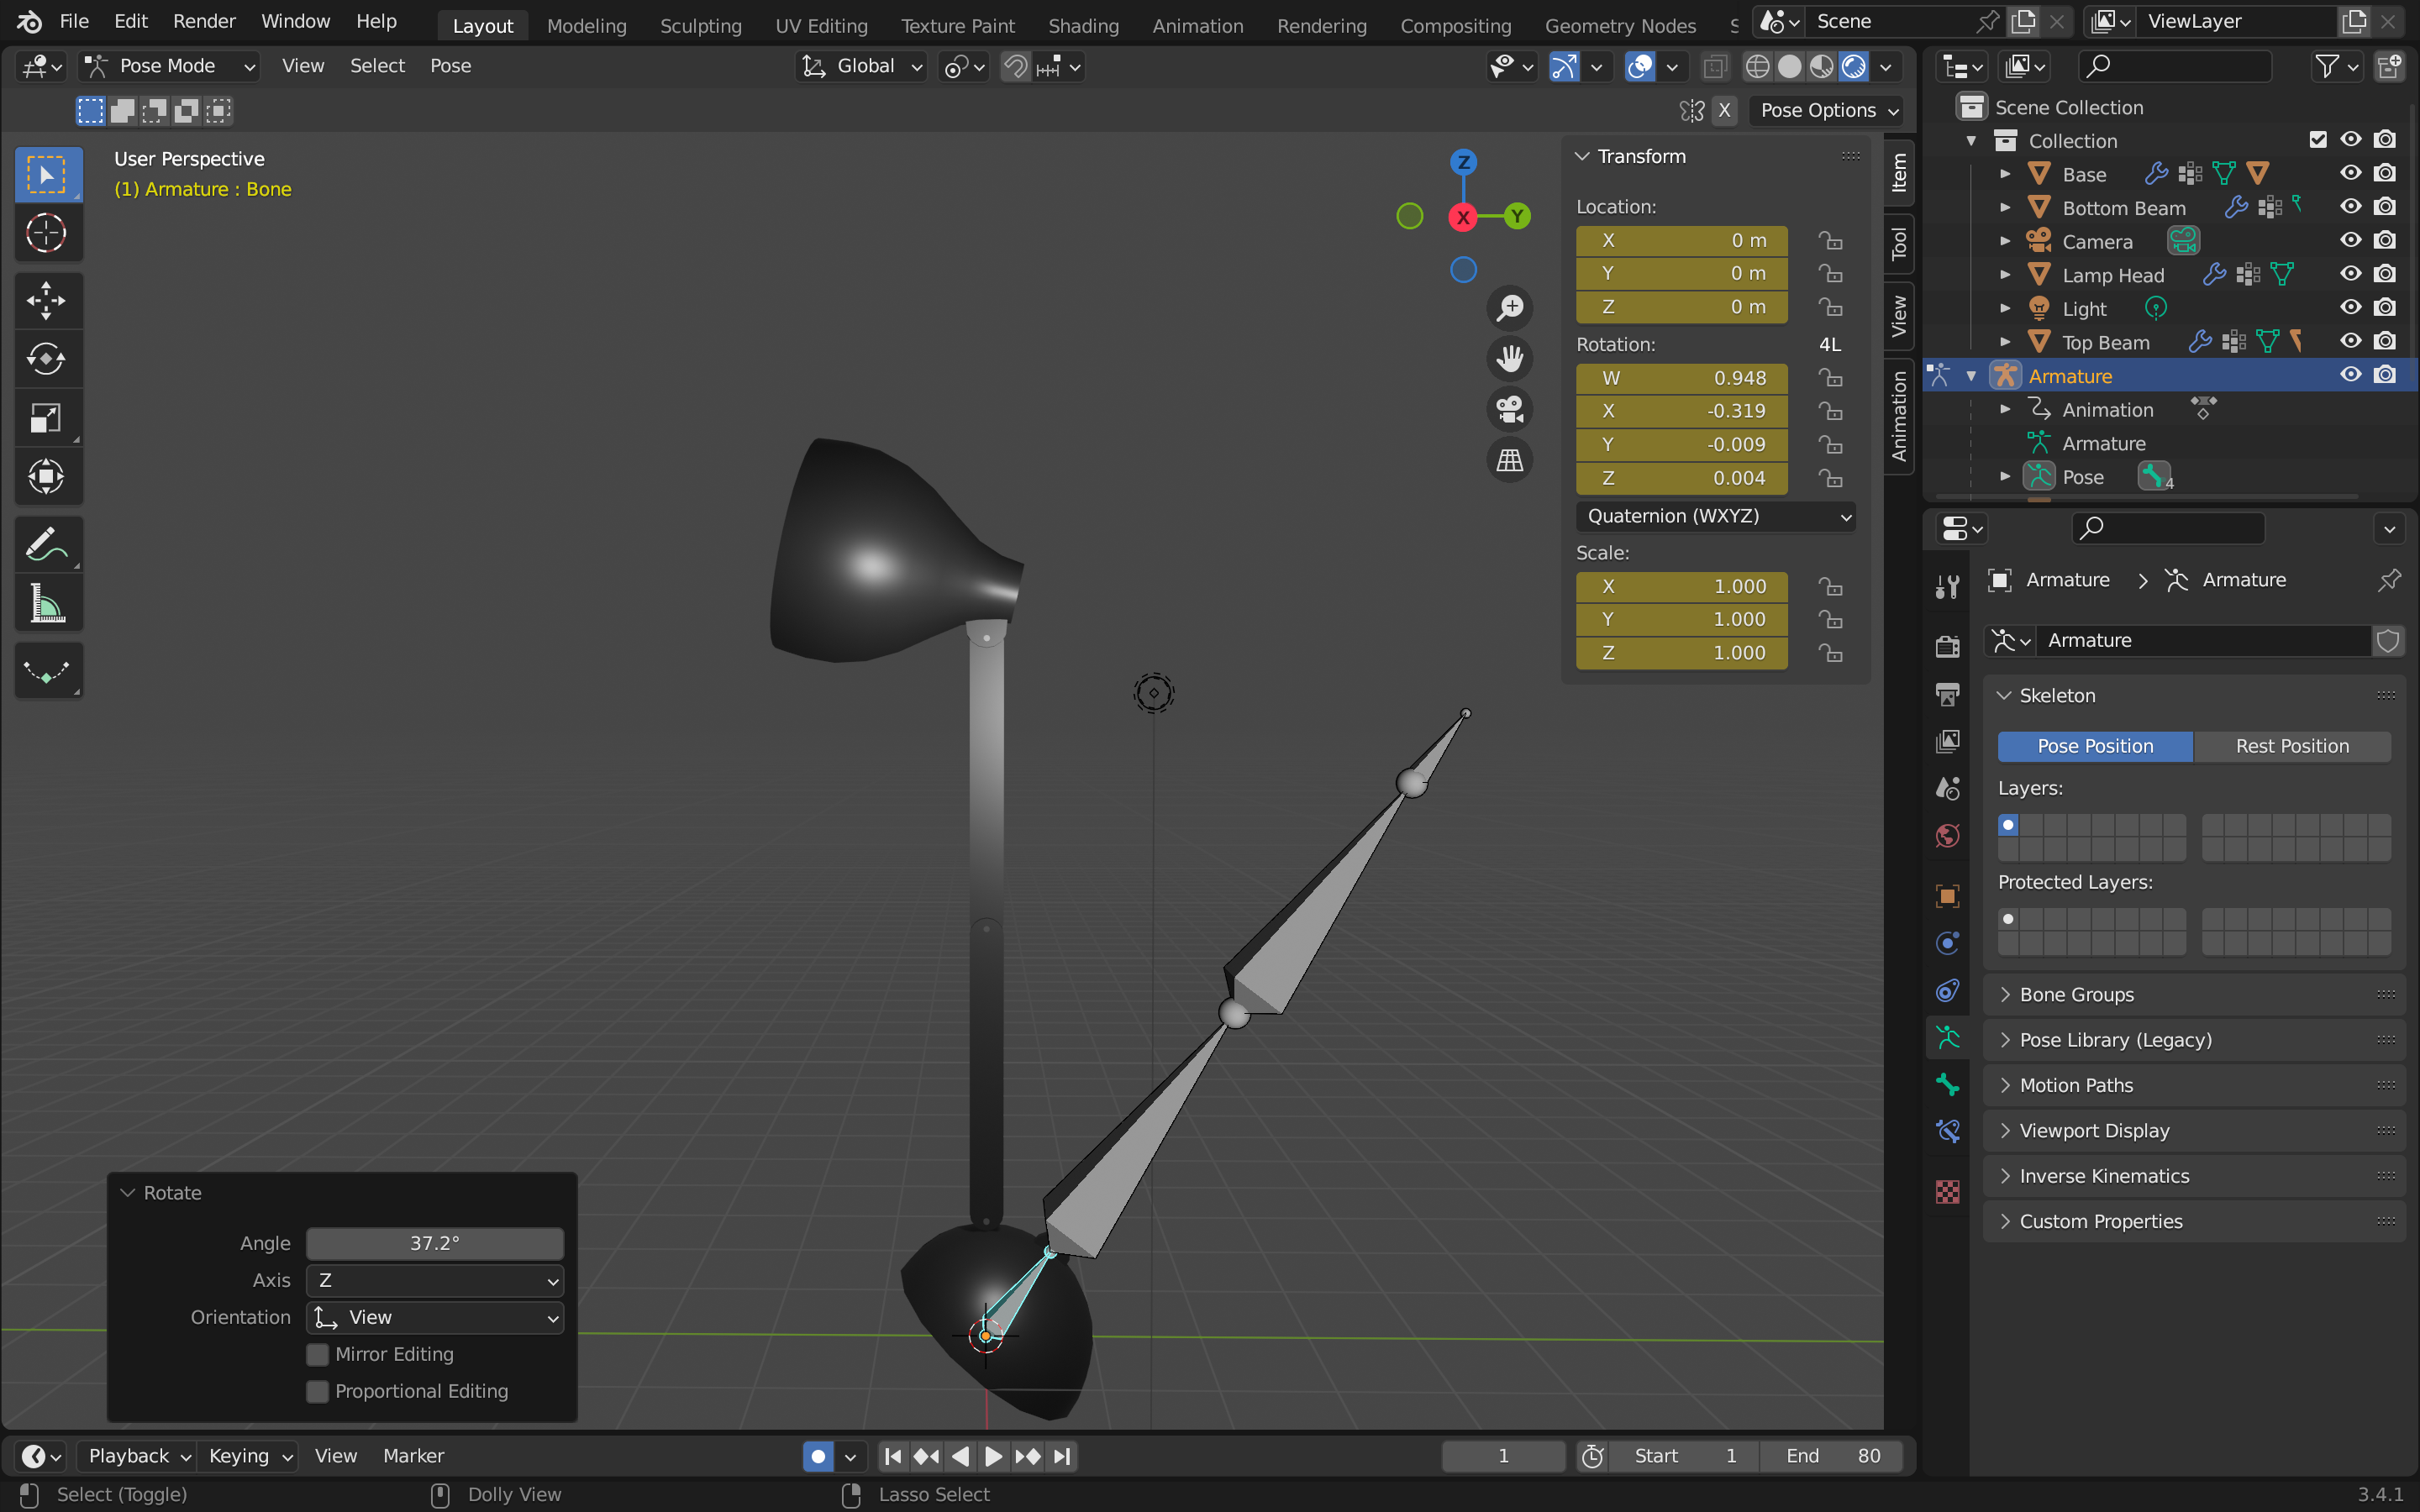 File Edit Render Window Help Layout Modeling Sculpting UV Editing Texture Paint Shading Animation Rendering Compositing Geometry Nodes Scene ViewLayer
Pose Mode View Select Pose Global
X Pose Options
User Perspective
(1) Armature : Bone
Z
X Y
Transform
Location:
X 0 m
Y 0 m
Z 0 m
Rotation: 4L
W 0.948
X -0.319
Y -0.009
Z 0.004
Quaternion (WXYZ)
Scale:
X 1.000
Y 1.000
Z 1.000
Item
Tool
View
Animation
Scene Collection
Collection
Base
Bottom Beam
Camera
Lamp Head
Light
Top Beam
Armature
Animation
Armature
Pose 4
Armature > Armature
Armature
Skeleton
Pose Position Rest Position
Layers:
Protected Layers:
Bone Groups
Pose Library (Legacy)
Motion Paths
Viewport Display
Inverse Kinematics
Custom Properties
Rotate
Angle 37.2°
Axis Z
Orientation View
Mirror Editing
Proportional Editing
Playback Keying View Marker 1 Start 1 End 80
Select (Toggle) Dolly View Lasso Select 3.4.1